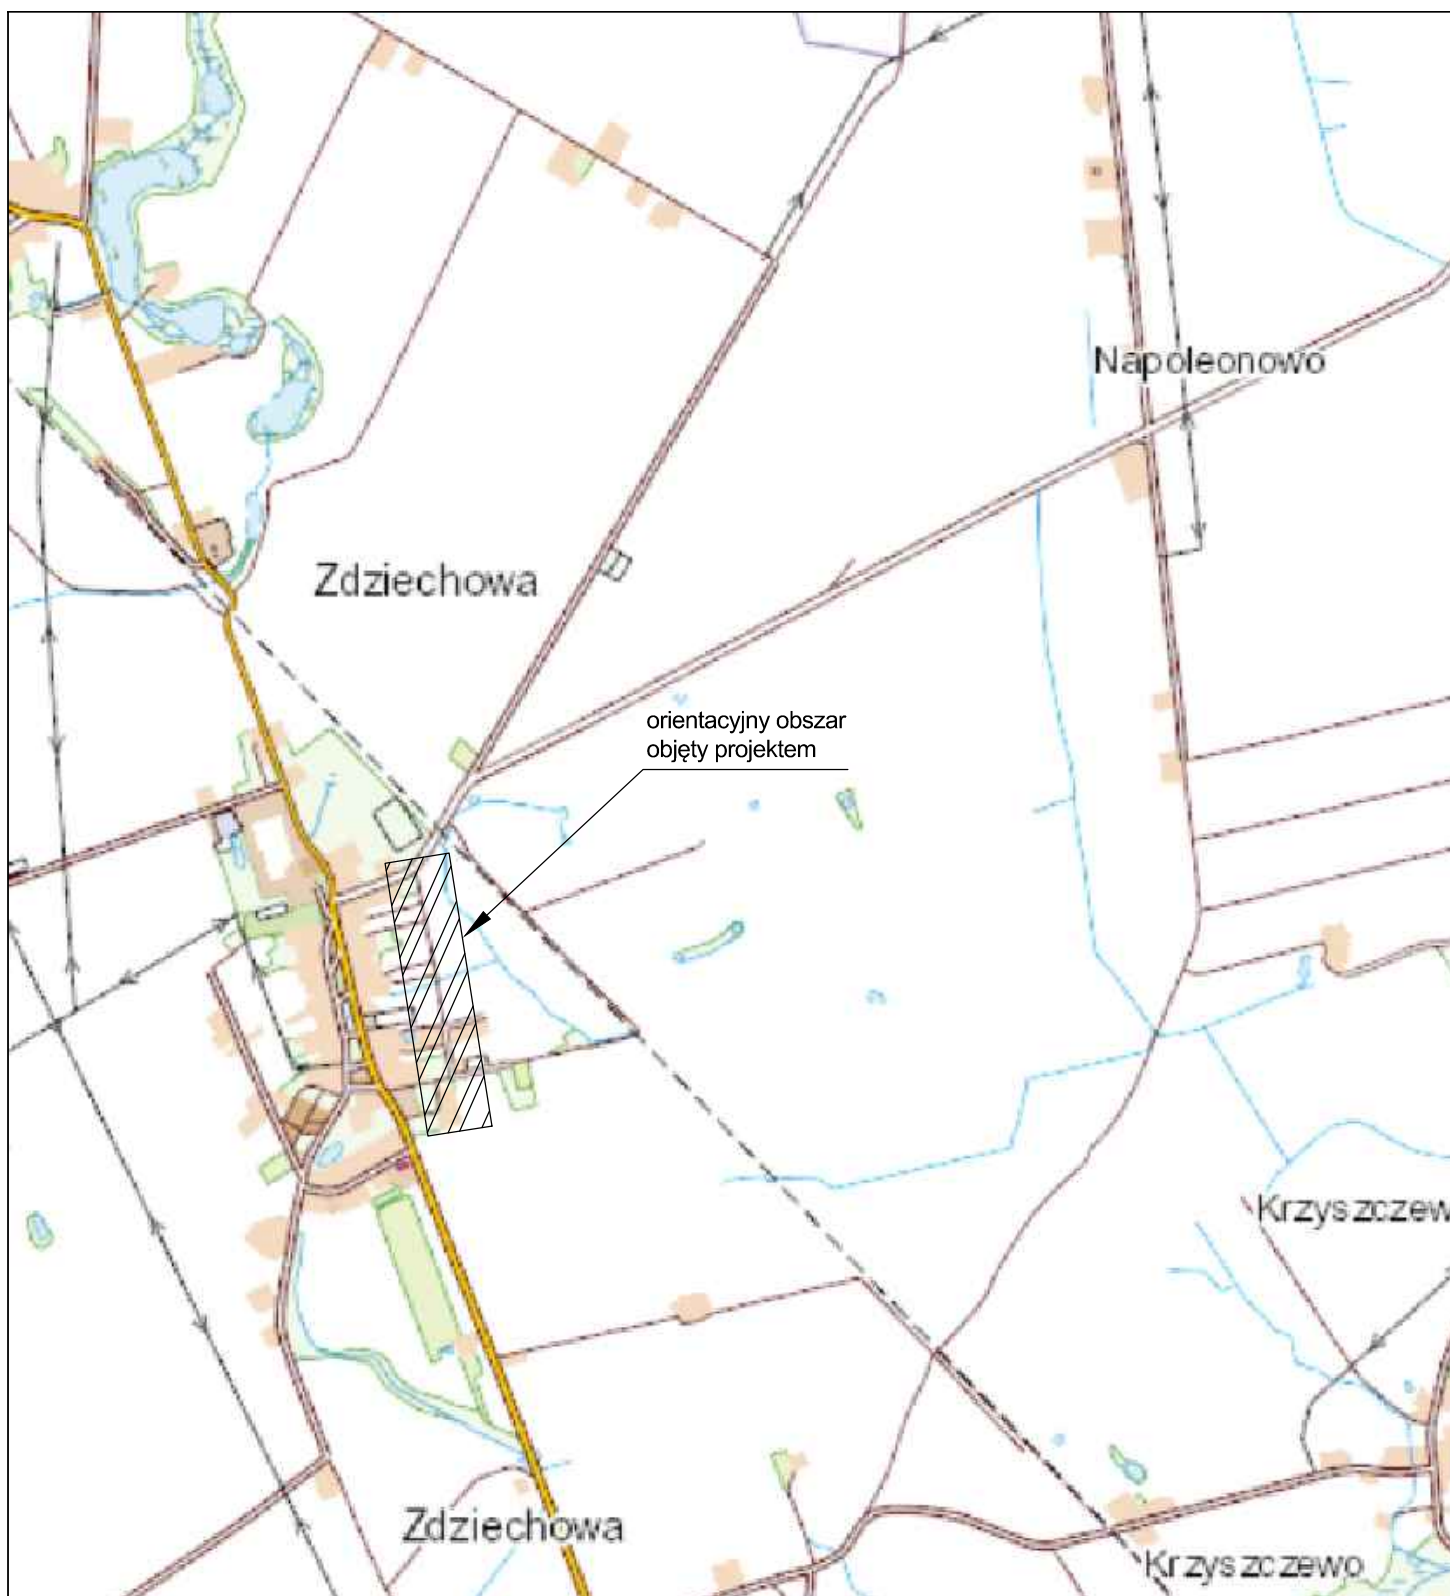 Napoleonowo
Zdziechowa
orientacyjny obszar
objęty projektem
Krzyszczew
Zdziechowa
Krzyszczewo